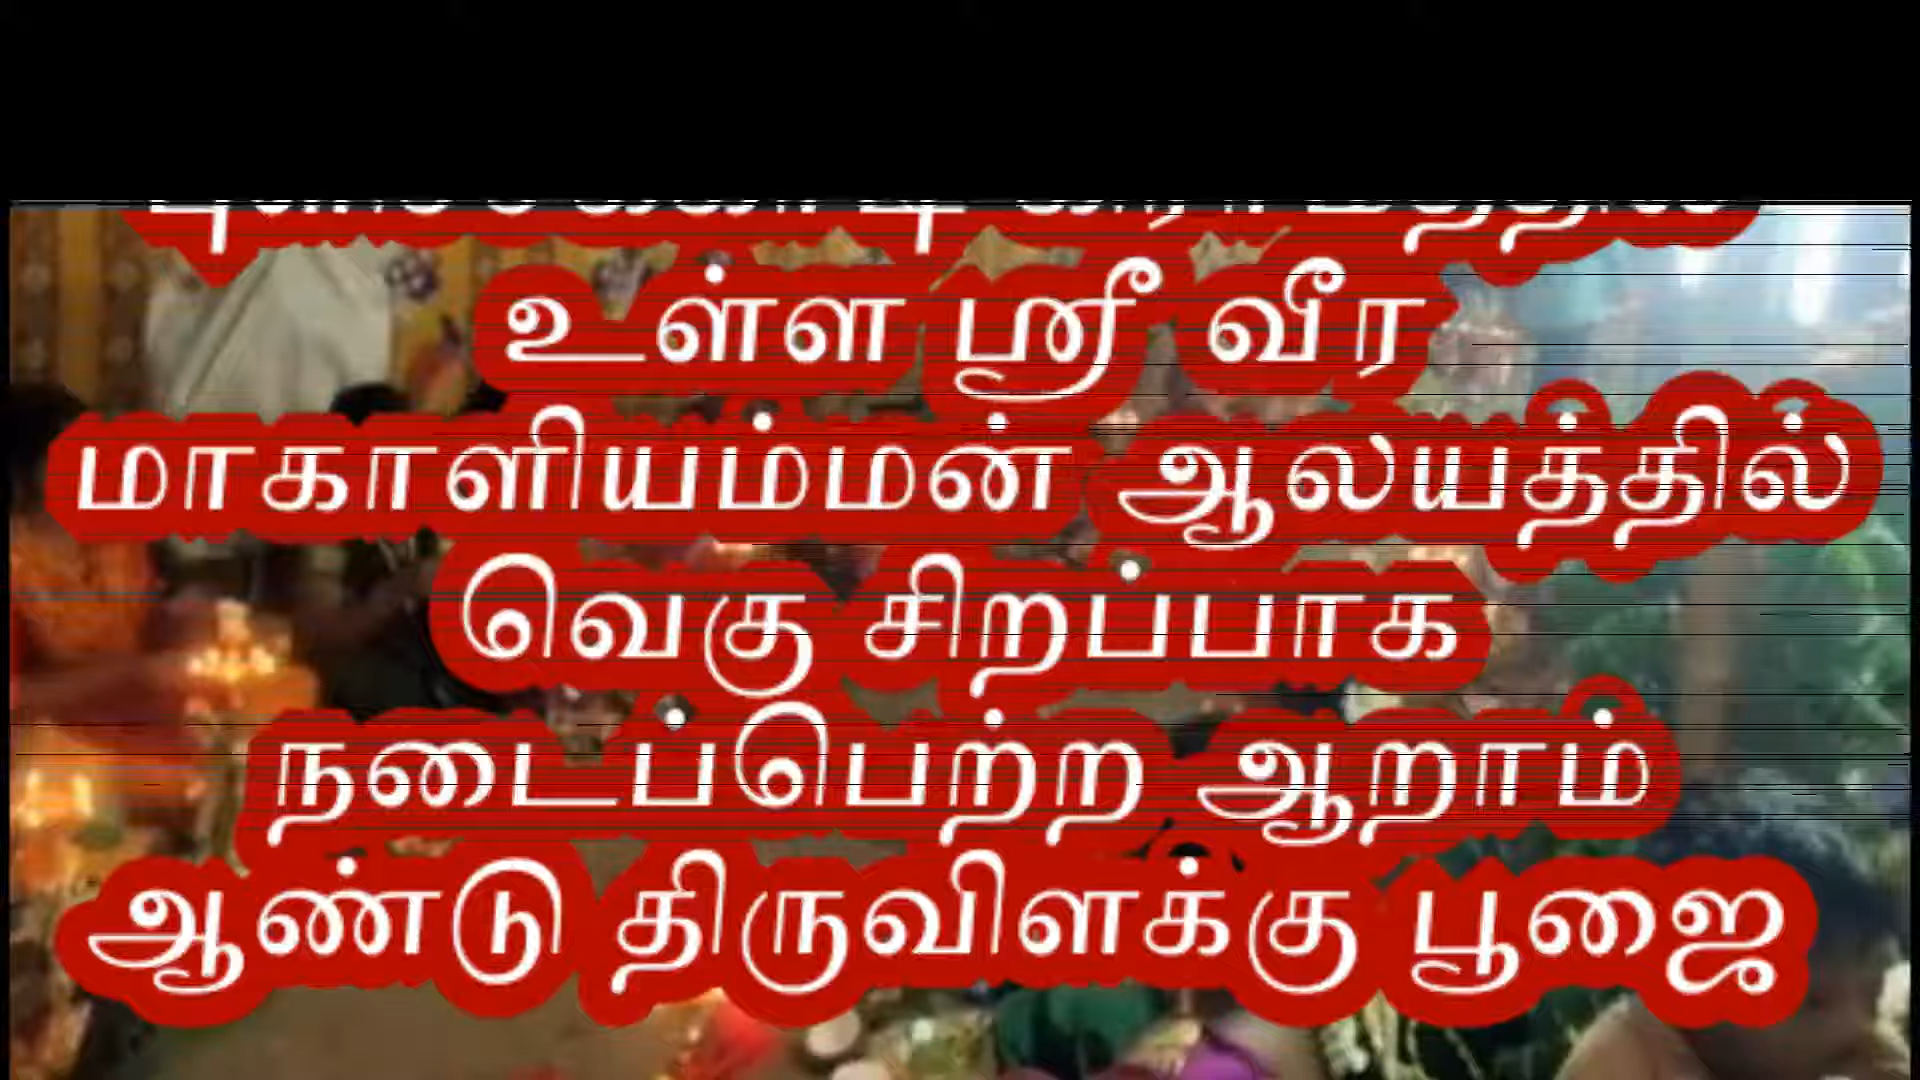 உள்ள ஸ்ரீ வீர
மாகாளியம்மன் ஆலயத்தில்
வெகு சிறப்பாக
நடைப்பெற்ற ஆறாம்
ஆண்டு திருவிளக்கு பூஜை